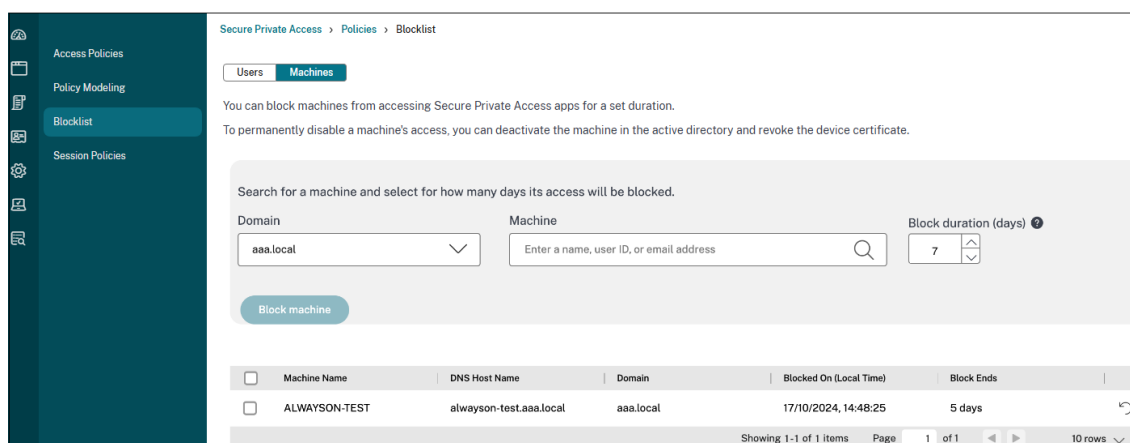 Secure Private Access › Policies › Blocklist
Access Policies
Policy Modeling
Blocklist
Session Policies
Users Machines
You can block machines from accessing Secure Private Access apps for a set duration.
To permanently disable a machine's access, you can deactivate the machine in the active directory and revoke the device certificate.
Search for a machine and select for how many days its access will be blocked.
Domain Machine Block duration (days) ?
aaa.local Enter a name, user ID, or email address 7
Block machine
Machine Name DNS Host Name Domain Blocked On (Local Time) Block Ends
ALWAYSON-TEST alwayson-test.aaa.local aaa.local 17/10/2024, 14:48:25 5 days
Showing 1-1 of 1 items Page 1 of 1 10 rows